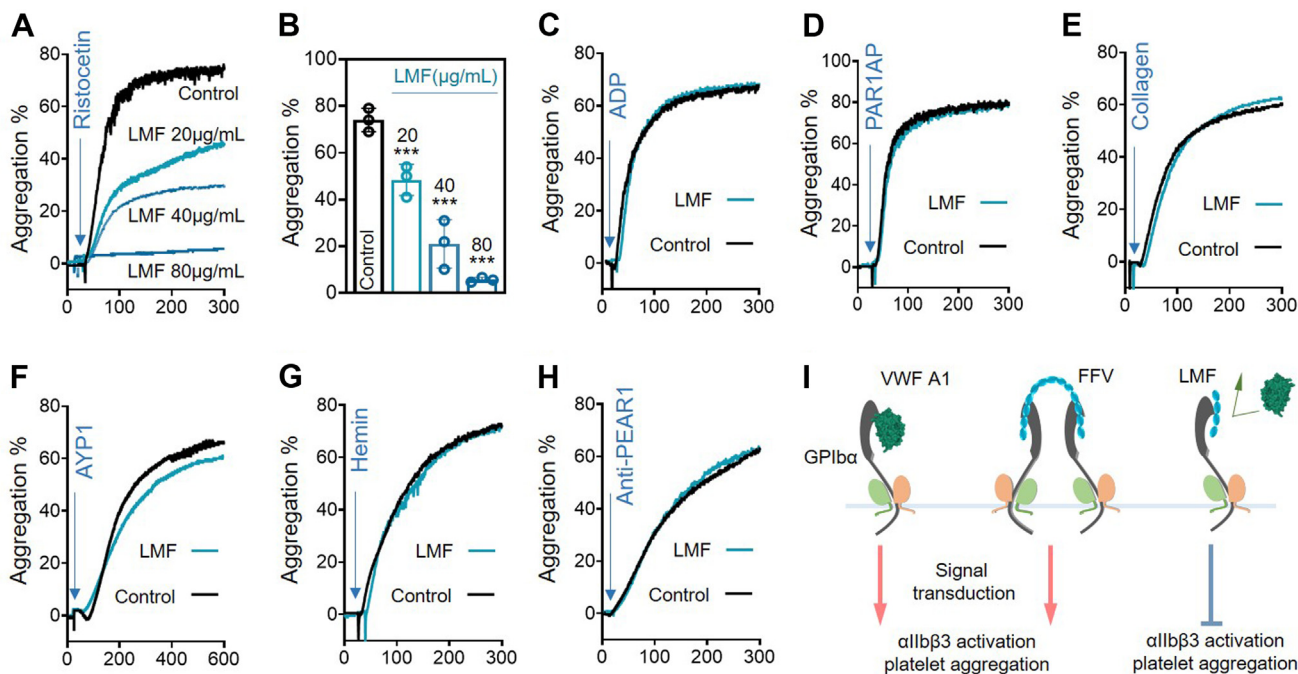 A
Aggregation %
80
60
40
20
0
Ristocetin
Control
LMF 20µg/mL
LMF 40µg/mL
LMF 80µg/mL
0 100 200 300
B
Aggregation %
100
80
60
40
20
0
LMF(µg/mL)
Control
20
***
40
***
80
***
C
Aggregation %
80
60
40
20
0
ADP
LMF
Control
0 100 200 300
D
Aggregation %
100
80
60
40
20
0
PAR1AP
LMF
Control
0 100 200 300
E
Aggregation %
80
60
40
20
0
Collagen
LMF
Control
0 100 200 300
F
Aggregation %
80
60
40
20
0
AYP1
LMF
Control
0 200 400 600
G
Aggregation %
80
60
40
20
0
Hemin
LMF
Control
0 100 200 300
H
Aggregation %
80
60
40
20
0
Anti-PEAR1
LMF
Control
0 100 200 300
I
VWF A1
FFV
LMF
GPIbα
Signal
transduction
αIIbβ3 activation
platelet aggregation
αIIbβ3 activation
platelet aggregation